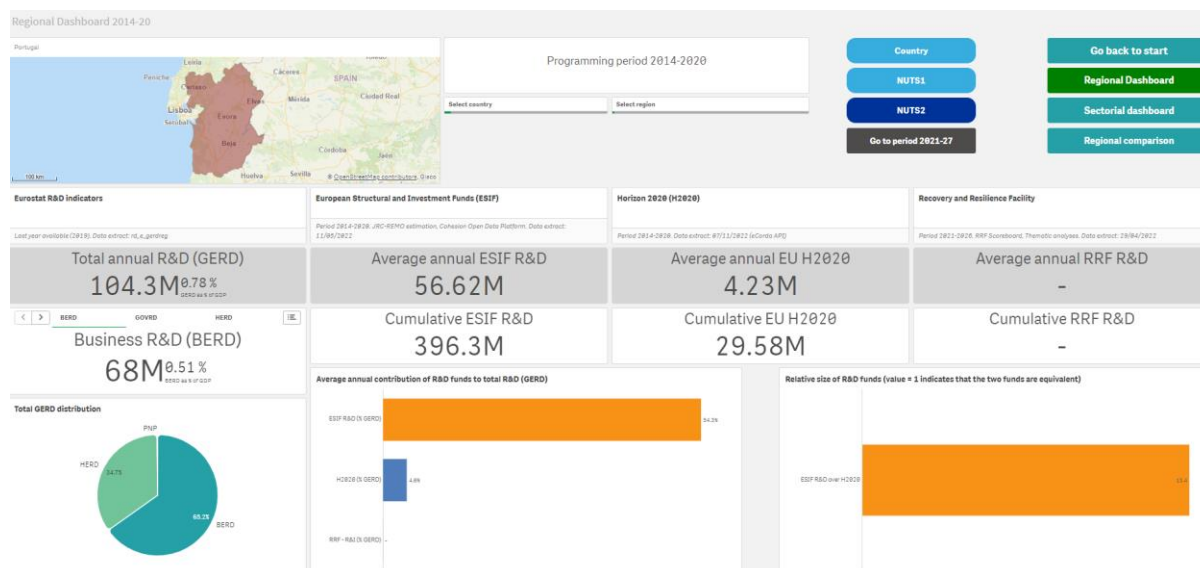 Regional Dashboard 2014-20
Portugal
Leiria
Peniche
Cáceres
SPAIN
Mérida
Ciudad Real
Lisboa
Elvas
Setúbal
Évora
Beja
Córdoba
Jaén
Huelva
Sevilla
100 km
© OpenStreetMap contributors, Qlece
Programming period 2014-2020
Select country
Select region
Country
NUTS1
NUTS2
Go to period 2021-27
Go back to start
Regional Dashboard
Sectorial dashboard
Regional comparison
Eurostat R&D indicators
Last year available (2019). Data extract: rd_e_gerdreg
European Structural and Investment Funds (ESIF)
Period 2014-2020. JRC-REMO estimation, Cohesion Open Data Platform. Data extract:
11/05/2022
Horizon 2020 (H2020)
Period 2014-2020. Data extract: 07/11/2022 (eCorda API)
Recovery and Resilience Facility
Period 2021-2026. RRF Scoreboard, Thematic analyses. Data extract: 29/04/2022
Total annual R&D (GERD)
104.3M 0.78 %
GERD as % of GDP
Average annual ESIF R&D
56.62M
Average annual EU H2020
4.23M
Average annual RRF R&D
-
BERD
GOVRD
HERD
Business R&D (BERD)
68M 0.51 %
BERD as % of GDP
Cumulative ESIF R&D
396.3M
Cumulative EU H2020
29.58M
Cumulative RRF R&D
-
Total GERD distribution
PNP
HERD
34.7%
65.2%
BERD
Average annual contribution of R&D funds to total R&D (GERD)
ESIF R&D (% GERD)
54.3%
H2020 (% GERD)
4.0%
RRF - R&I (% GERD)
-
Relative size of R&D funds (value = 1 indicates that the two funds are equivalent)
ESIF R&D over H2020
13.4